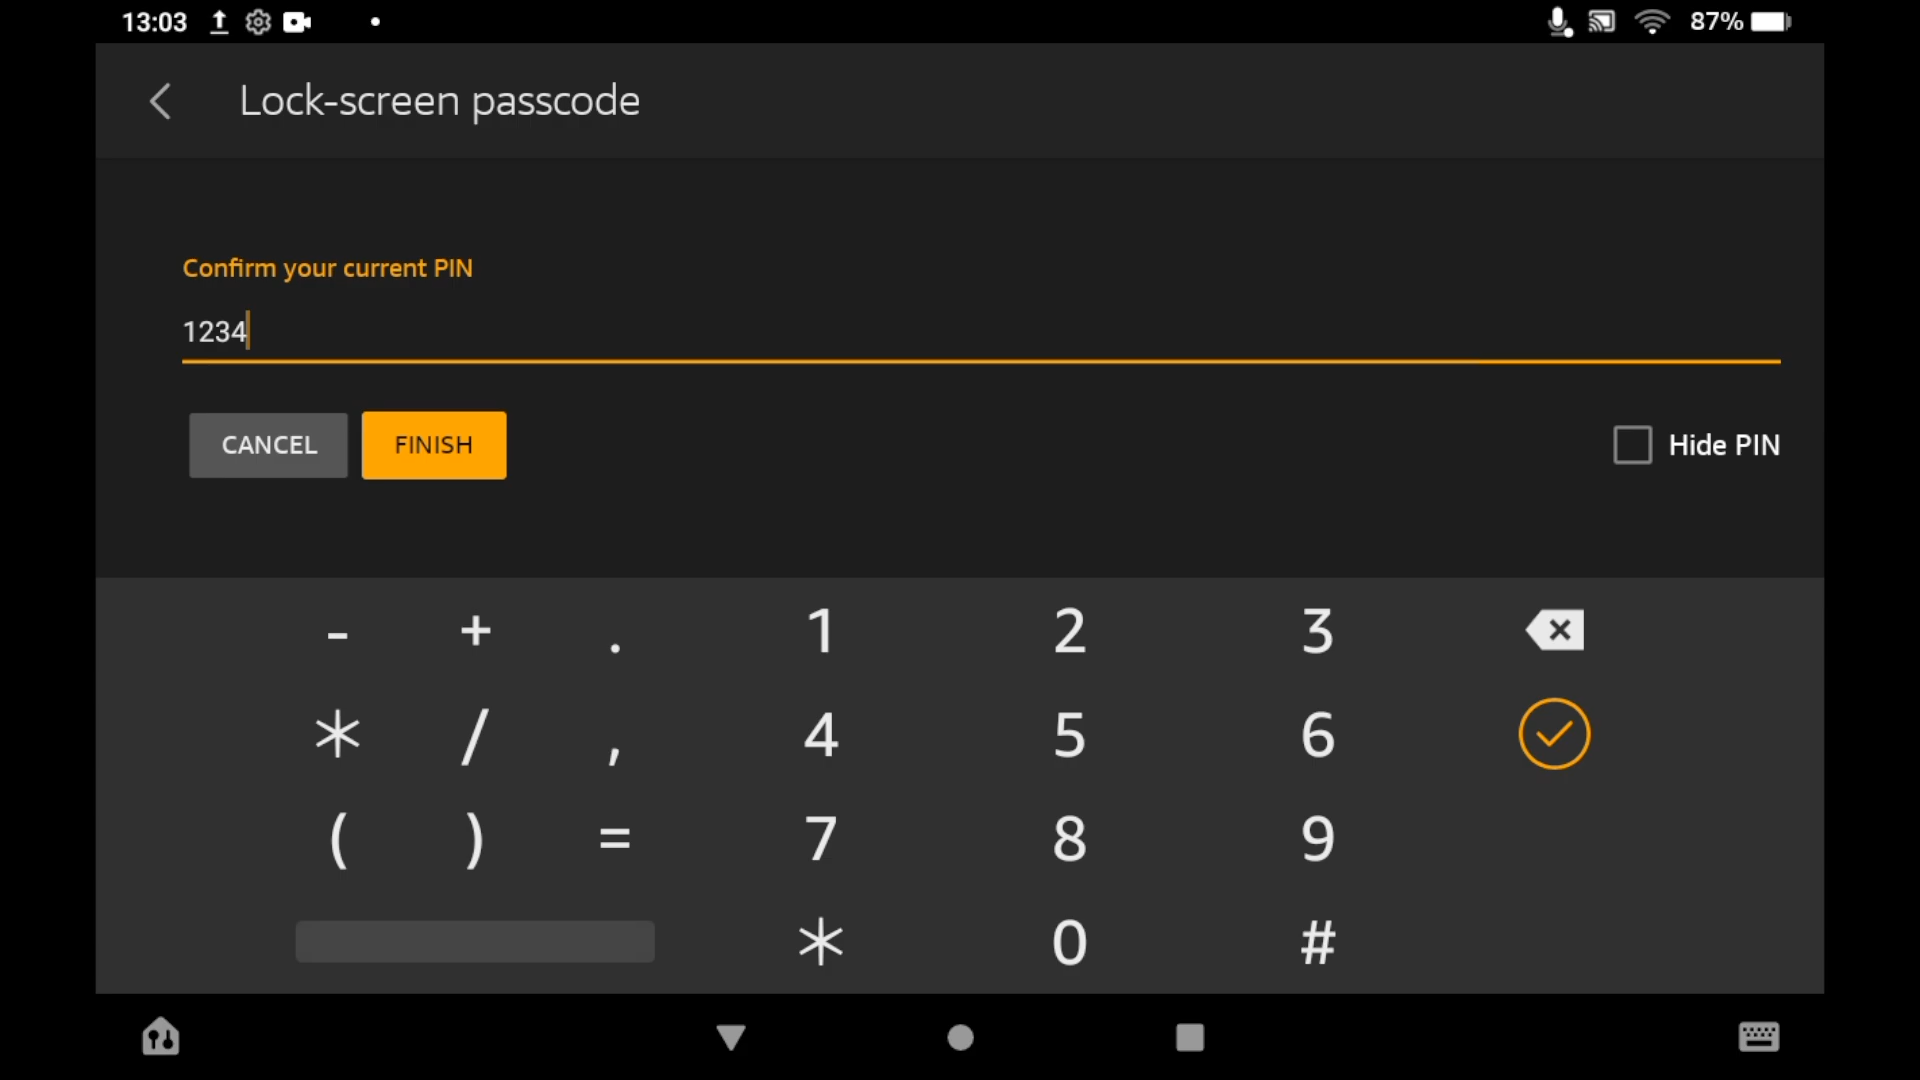 13:03
87%
Lock-screen passcode
Confirm your current PIN
1234
CANCEL FINISH
Hide PIN
- + . 1 2 3
* / , 4 5 6
( ) = 7 8 9
* 0 #